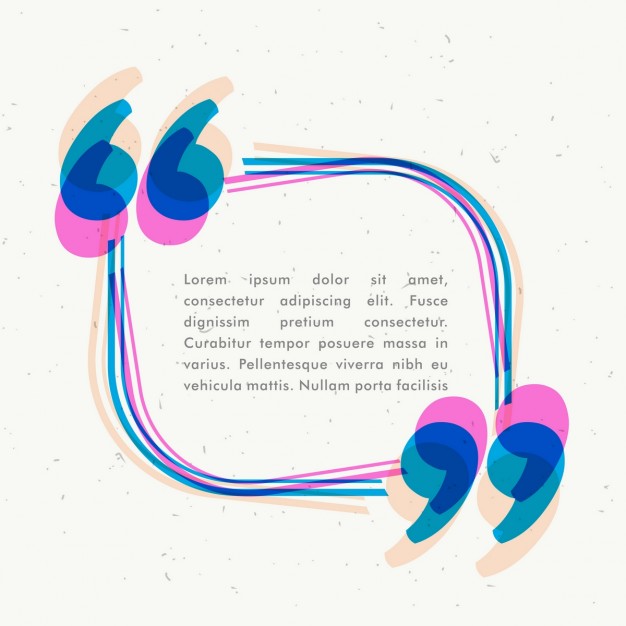 Lorem ipsum dolor sit amet,
consectetur adipiscing elit. Fusce
dignissim pretium consectetur.
Curabitur tempor posuere massa in
varius. Pellentesque viverra nibh eu
vehicula mattis. Nullam porta facilisis